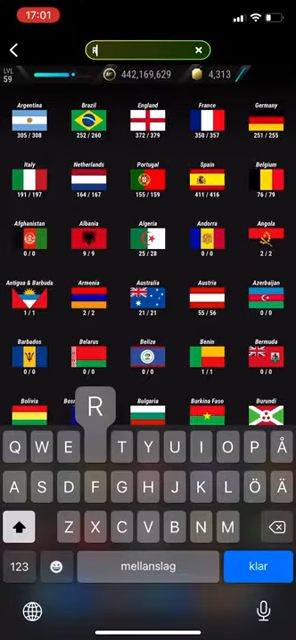 17:01
R
LVL
59
442,169,629
4,313
Argentina Brazil England France Germany
305 / 308 252 / 260 372 / 379 350 / 357 251 / 255
Italy Netherlands Portugal Spain Belgium
191 / 197 164 / 167 155 / 159 411 / 416 76 / 79
Afghanistan Albania Algeria Andorra Angola
0 / 0 9 / 9 25 / 28 0 / 0 2 / 2
Antigua & Barbuda Armenia Australia Austria Azerbaijan
1 / 1 2 / 2 21 / 21 55 / 56 0 / 0
Barbados Belarus Belize Benin Bermuda
0 / 0 0 / 0 0 / 0 1 / 1 0 / 0
Bolivia Bulgaria Burkina Faso Burundi
R
Q W E T Y U I O P Å
A S D F G H J K L Ö Ä
Z X C V B N M
123 mellanslag klar